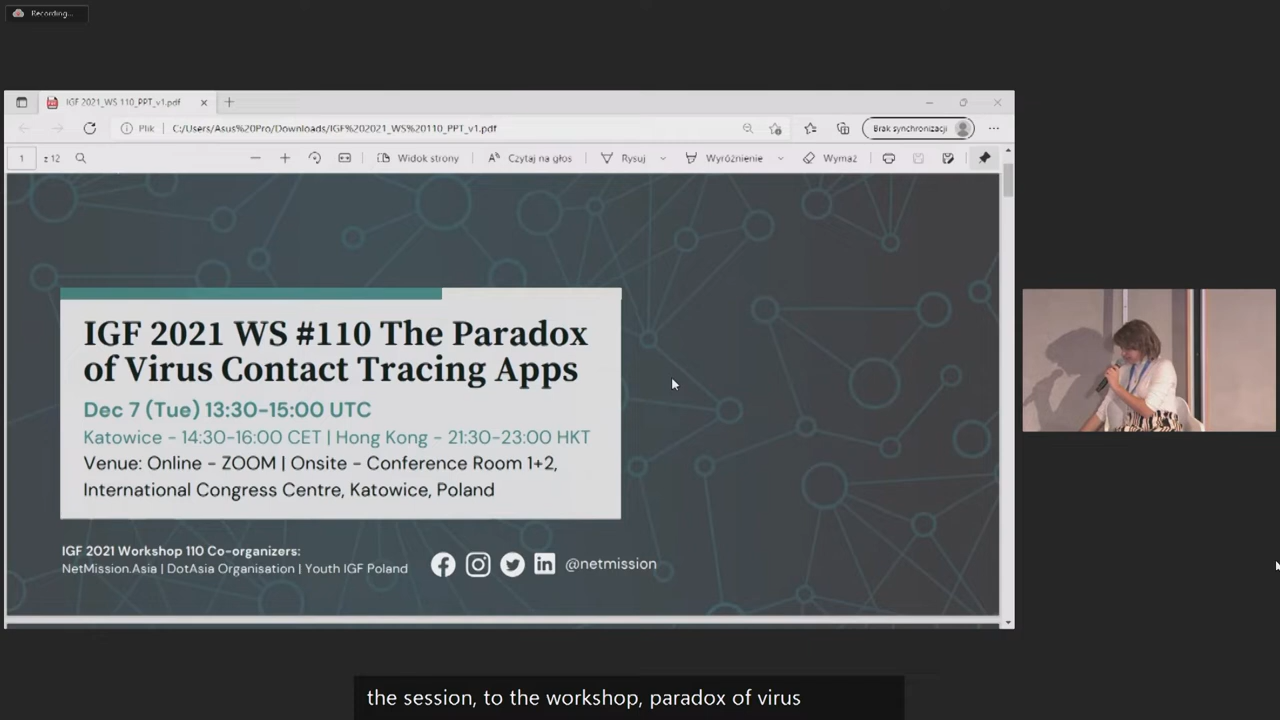 Recording...
IGF 2021_WS 110_PPT_v1.pdf
Plik
C:/Users/Asus%20Pro/Downloads/IGF%202021_WS%20110_PPT_v1.pdf
Brak synchronizacji
1 z 12
Widok strony
Czytaj na głos
Rysuj
Wyróżnienie
Wymaż
IGF 2021 WS #110 The Paradox
of Virus Contact Tracing Apps
Dec 7 (Tue) 13:30-15:00 UTC
Katowice - 14:30-16:00 CET | Hong Kong - 21:30-23:00 HKT
Venue: Online - ZOOM | Onsite - Conference Room 1+2,
International Congress Centre, Katowice, Poland
IGF 2021 Workshop 110 Co-organizers:
NetMission.Asia | DotAsia Organisation | Youth IGF Poland
@netmission
the session, to the workshop, paradox of virus